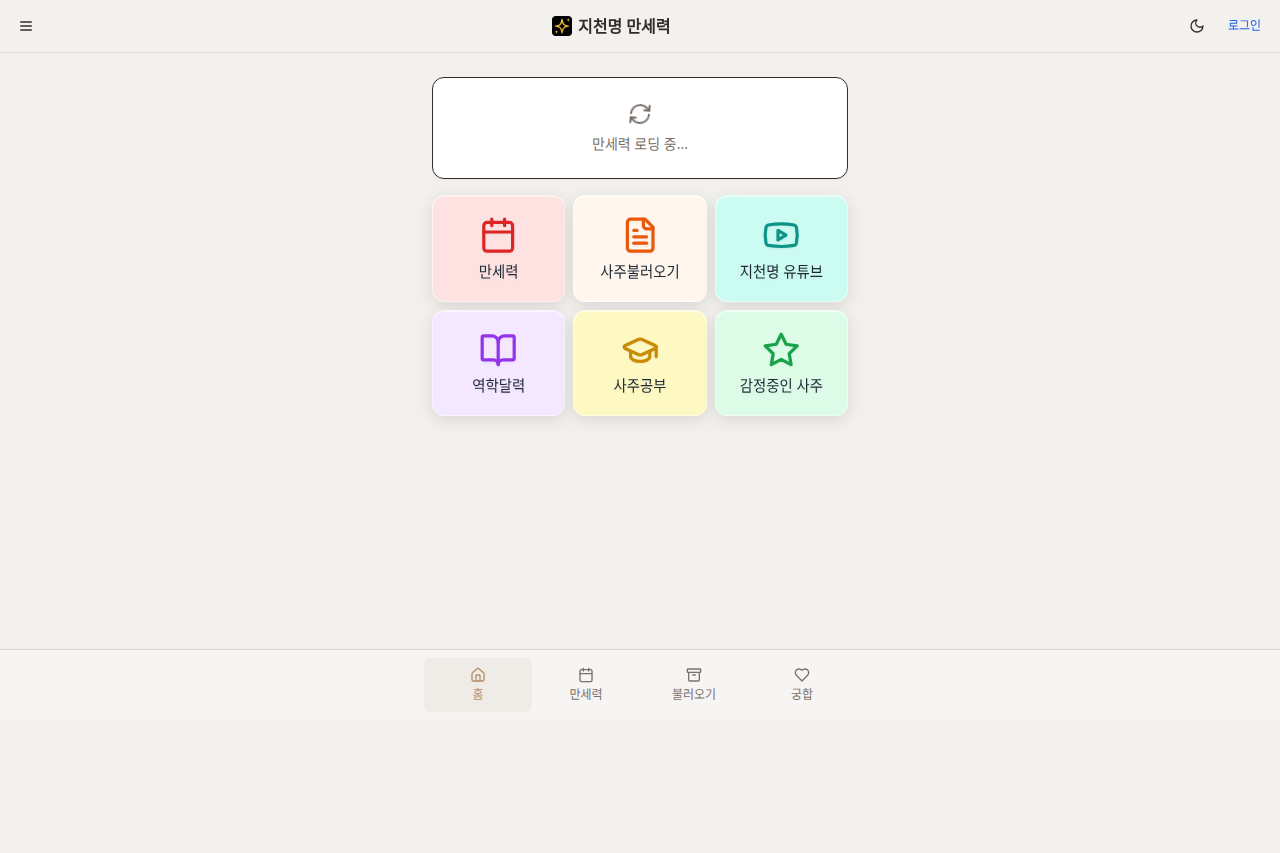 지천명 만세력
로그인
만세력 로딩 중...
만세력
사주불러오기
지천명 유튜브
역학달력
사주공부
감정중인 사주
홈
만세력
불러오기
궁합